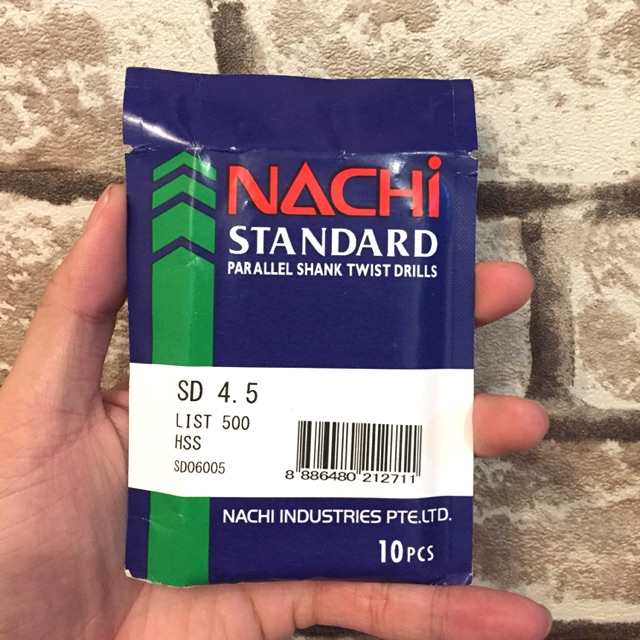 NACHi
STANDARD
PARALLEL SHANK TWIST DRILLS
SD 4.5
LIST 500
HSS
SD06005
8 886480 212711
NACHI INDUSTRIES PTE.LTD.
10PCS